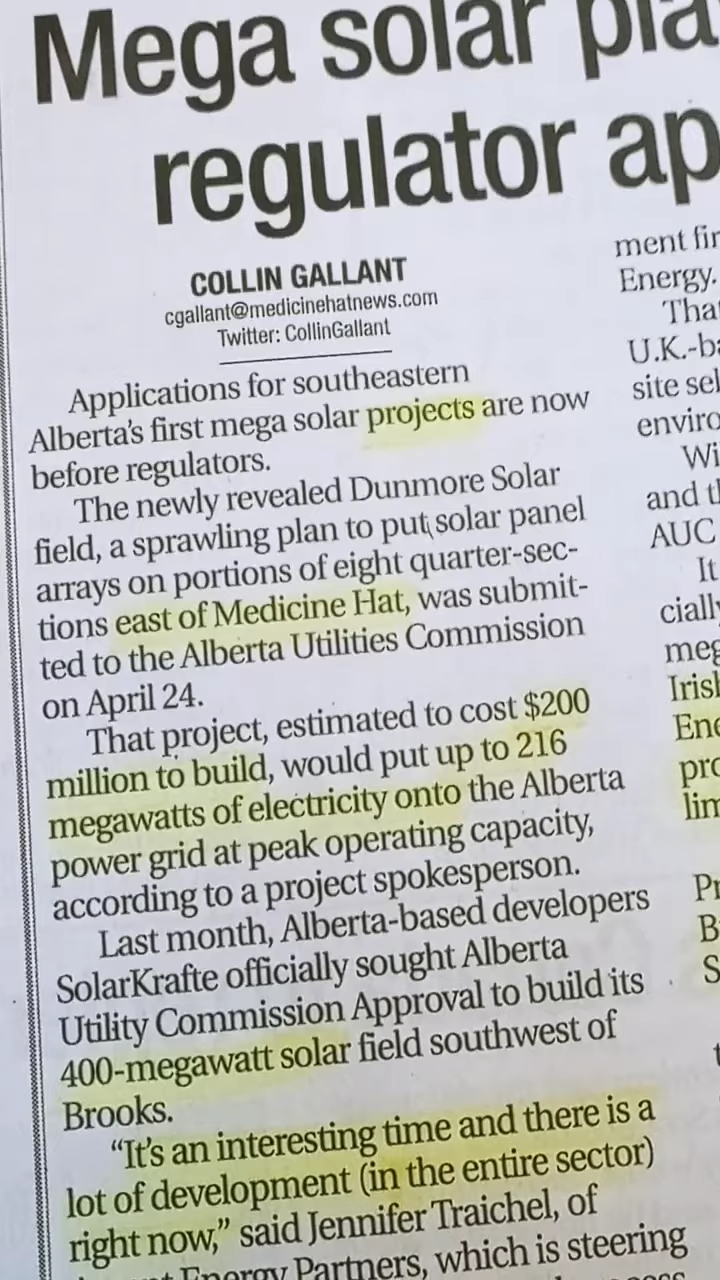 Mega solar pla
regulator ap
COLLIN GALLANT
cgallant@medicinehatnews.com
Twitter: CollinGallant
Applications for southeastern
Alberta's first mega solar projects are now
before regulators.
The newly revealed Dunmore Solar
field, a sprawling plan to put solar panel
arrays on portions of eight quarter-sec-
tions east of Medicine Hat, was submit-
ted to the Alberta Utilities Commission
on April 24.
That project, estimated to cost $200
million to build, would put up to 216
megawatts of electricity onto the Alberta
power grid at peak operating capacity,
according to a project spokesperson.
Last month, Alberta-based developers
SolarKrafte officially sought Alberta
Utility Commission Approval to build its
400-megawatt solar field southwest of
Brooks.
“It's an interesting time and there is a
lot of development (in the entire sector)
right now,” said Jennifer Traichel, of
Energy Partners, which is steering
ment fir
Energy.
That
U.K.-ba
site sel
enviro
Wi
and th
AUC
It
cially
meg
Irish
Ene
pro
lim
Pr
B
S
t